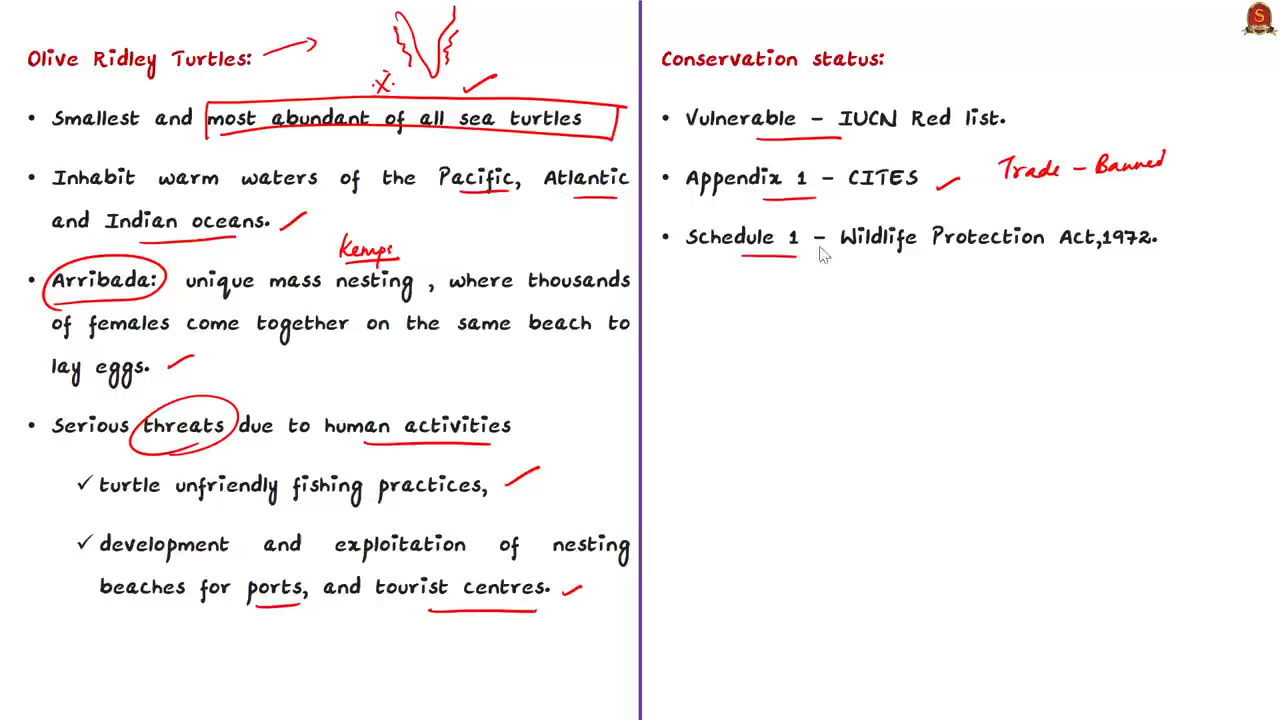 Olive Ridley Turtles:
• Smallest and most abundant of all sea turtles
• Inhabit warm waters of the Pacific, Atlantic
and Indian oceans.
Kemps
• Arribada: unique mass nesting , where thousands
of females come together on the same beach to
lay eggs.
• Serious threats due to human activities
✓ turtle unfriendly fishing practices,
✓ development and exploitation of nesting
beaches for ports, and tourist centres.
Conservation status:
• Vulnerable – IUCN Red list.
• Appendix 1 – CITES
Trade – Banned
• Schedule 1 – Wildlife Protection Act,1972.
S